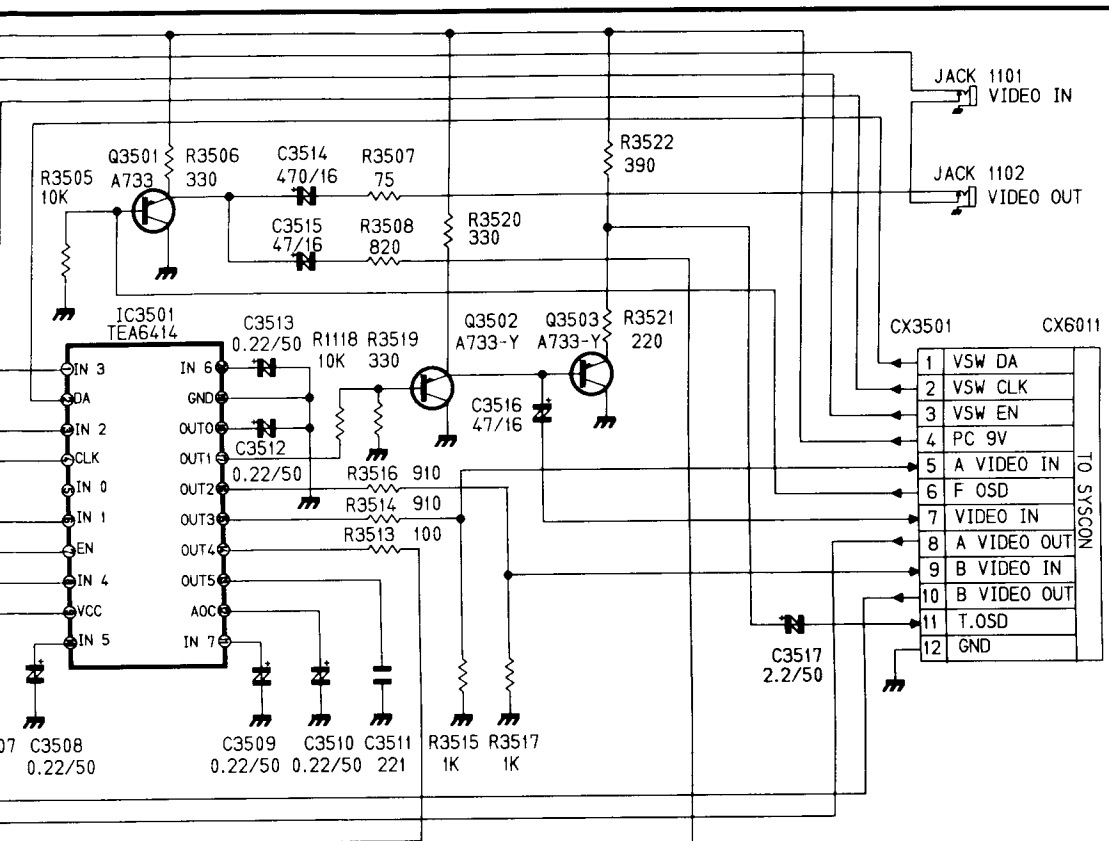 JACK 1101
VIDEO IN
JACK 1102
VIDEO OUT
R3505
10K
Q3501
A733
R3506
330
C3514
470/16
R3507
75
C3515
47/16
R3508
820
R3520
330
R3522
390
IC3501
TEA6414
C3513
0.22/50
R1118
10K
R3519
330
Q3502
A733-Y
Q3503
A733-Y
R3521
220
C3516
47/16
C3512
0.22/50
R3516 910
R3514 910
R3513 100
IN 3
DA
IN 2
CLK
IN 0
IN 1
EN
IN 4
VCC
IN 5
IN 6
GND
OUT0
OUT1
OUT2
OUT3
OUT4
OUT5
AOC
IN 7
CX3501
CX6011
1 VSW DA
2 VSW CLK
3 VSW EN
4 PC 9V
5 A VIDEO IN
6 F OSD
7 VIDEO IN
8 A VIDEO OUT
9 B VIDEO IN
10 B VIDEO OUT
11 T.OSD
12 GND
TO SYSCON
C3517
2.2/50
07
C3508
0.22/50
C3509
0.22/50
C3510
0.22/50
C3511
221
R3515
1K
R3517
1K